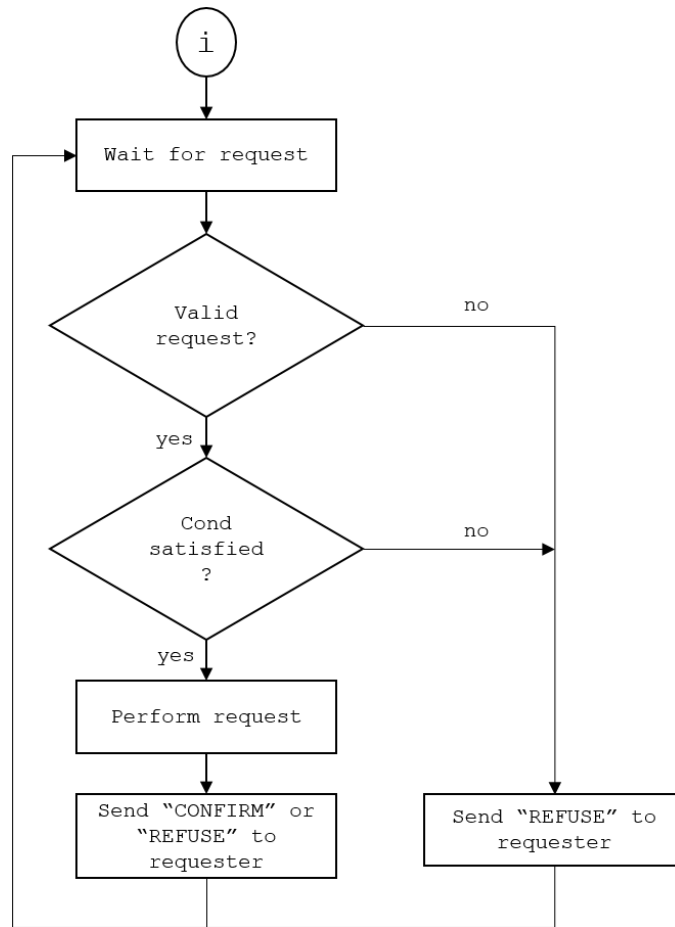 i
Wait for request
Valid
request?
no
yes
Cond
satisfied
?
no
yes
Perform request
Send “CONFIRM” or
“REFUSE” to
requester
Send “REFUSE” to
requester